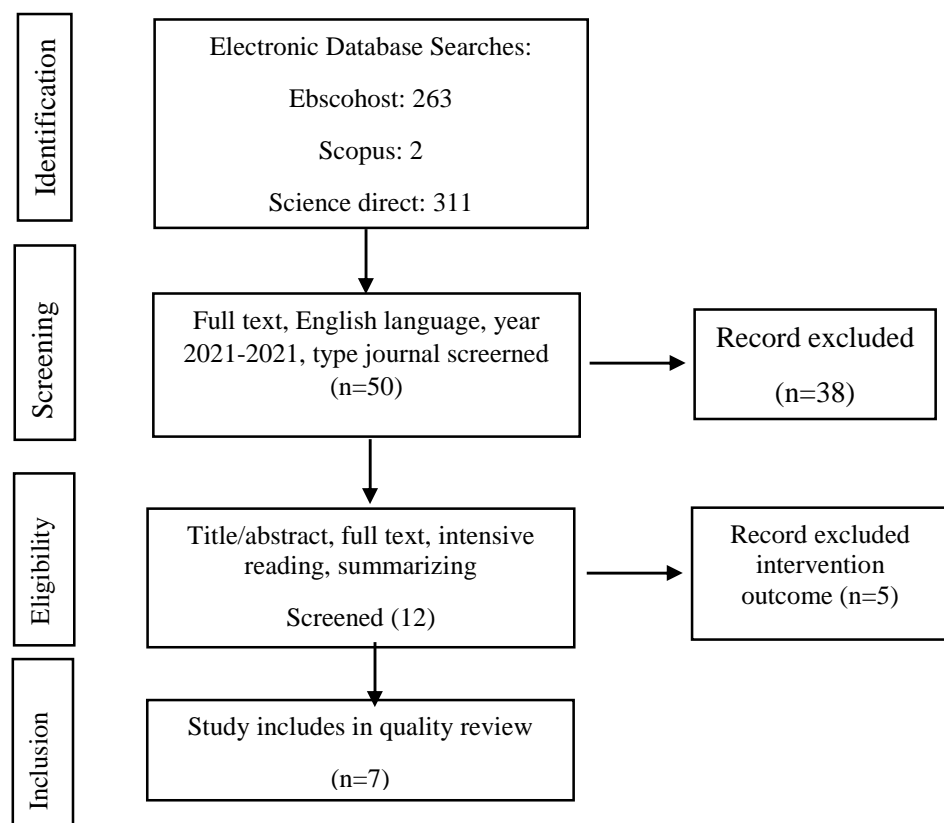 Identification
Electronic Database Searches:
Ebscohost: 263
Scopus: 2
Science direct: 311
Screening
Full text, English language, year
2021-2021, type journal screerned
(n=50)
Record excluded
(n=38)
Eligibility
Title/abstract, full text, intensive
reading, summarizing
Screened (12)
Record excluded
intervention
outcome (n=5)
Inclusion
Study includes in quality review
(n=7)